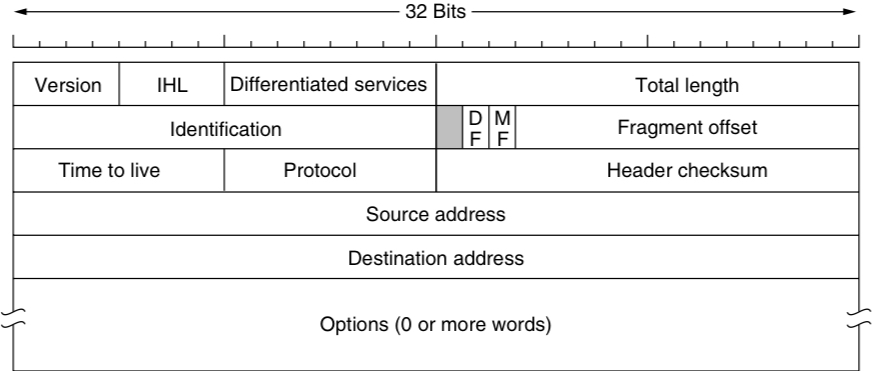 32 Bits
Version IHL Differentiated services Total length
Identification D F M F Fragment offset
Time to live Protocol Header checksum
Source address
Destination address
Options (0 or more words)